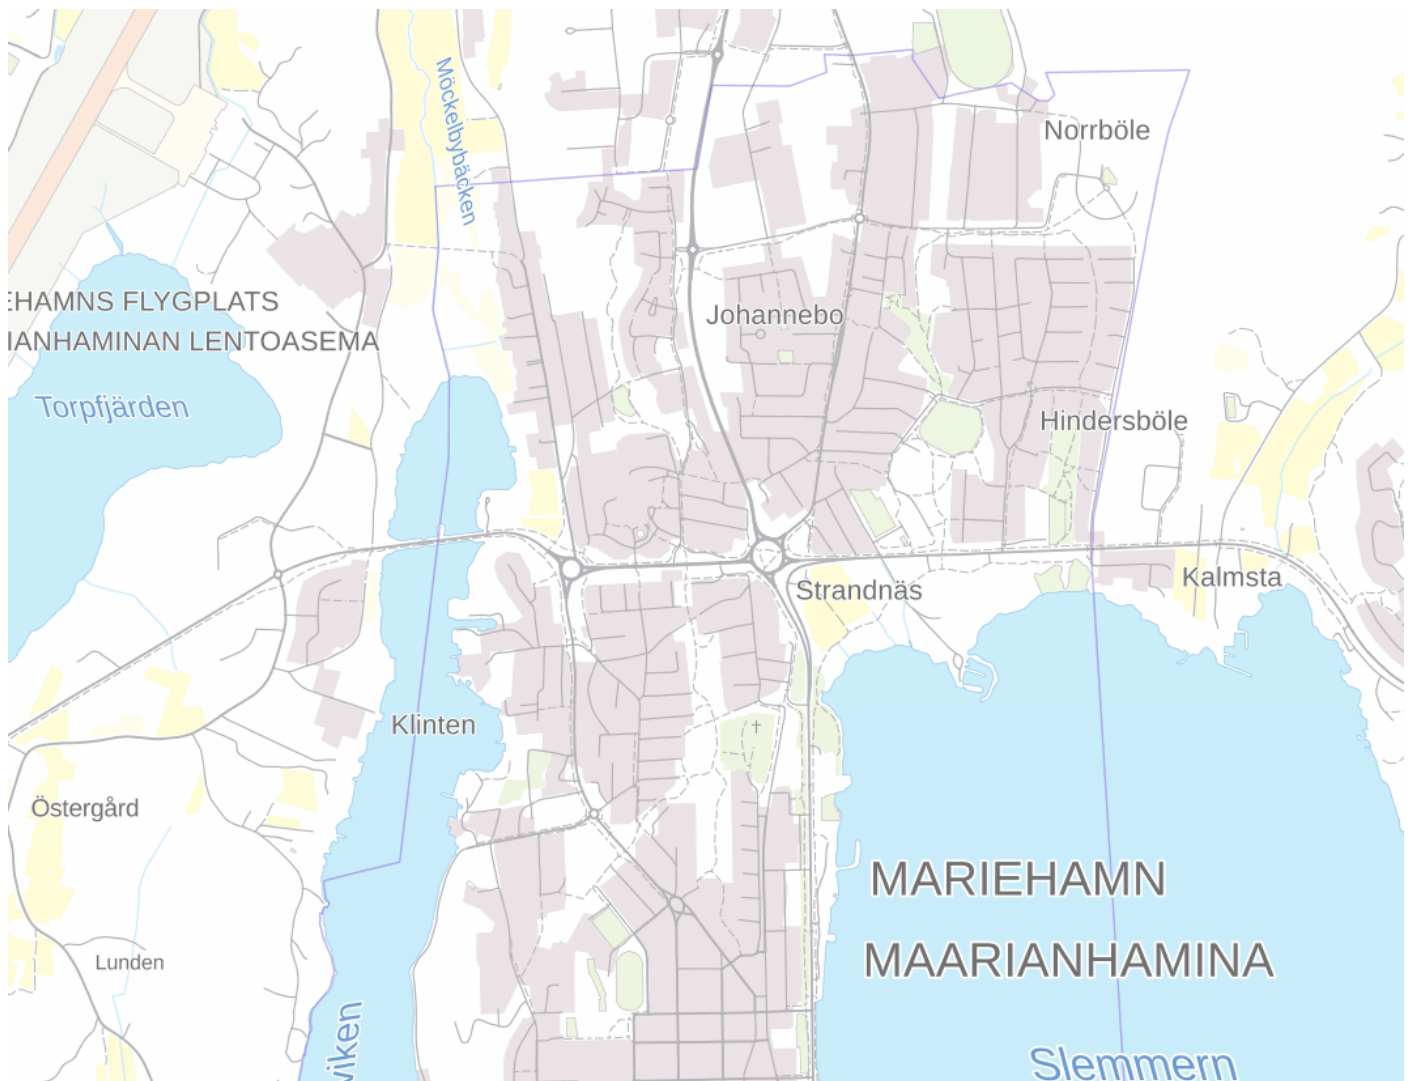 Möckelbybäcken
Norrböle
EHAMNS FLYGPLATS
IANHAMINAN LENTOASEMA
Johannebo
Torpfjärden
Hindersböle
Kalmsta
Strandnäs
Klinten
Östergård
MARIEHAMN
MAARIANHAMINA
Lunden
viken
Slemmern